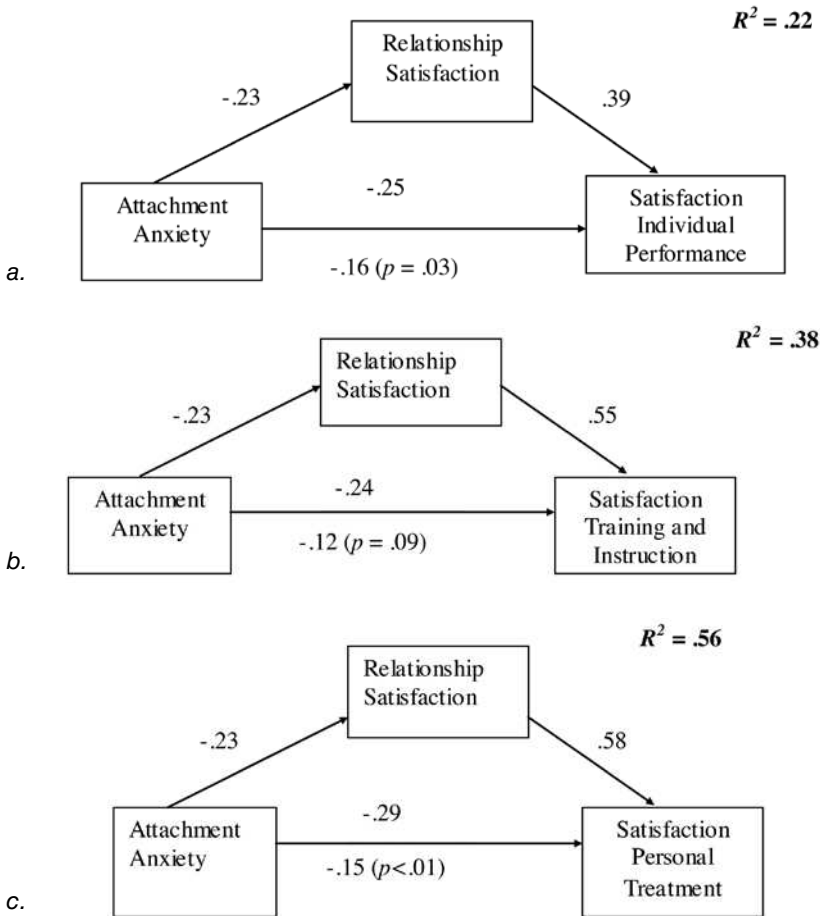 R² = .22
Relationship
Satisfaction
-.23
.39
-.25
Attachment
Anxiety
Satisfaction
Individual
Performance
-.16 (p = .03)
a.
R² = .38
Relationship
Satisfaction
-.23
.55
-.24
Attachment
Anxiety
Satisfaction
Training and
Instruction
-.12 (p = .09)
b.
R² = .56
Relationship
Satisfaction
-.23
.58
-.29
Attachment
Anxiety
Satisfaction
Personal
Treatment
-.15 (p<.01)
c.